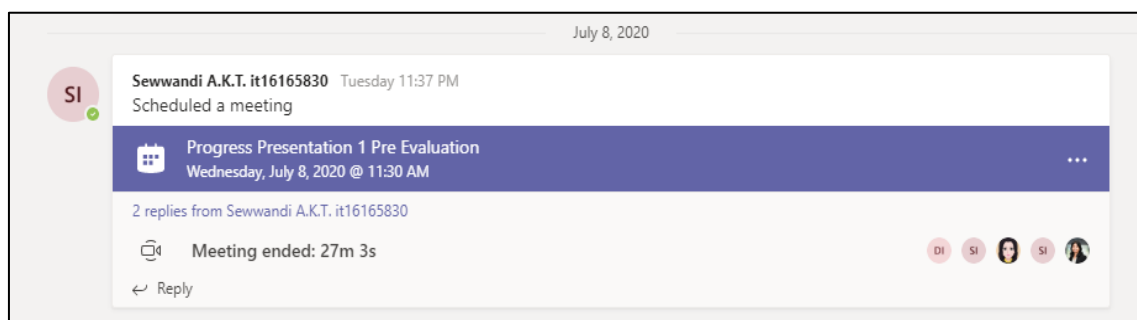 July 8, 2020
SI
Sewwandi A.K.T. it16165830 Tuesday 11:37 PM
Scheduled a meeting
Progress Presentation 1 Pre Evaluation
Wednesday, July 8, 2020 @ 11:30 AM
2 replies from Sewwandi A.K.T. it16165830
Meeting ended: 27m 3s
DI SI SI
Reply